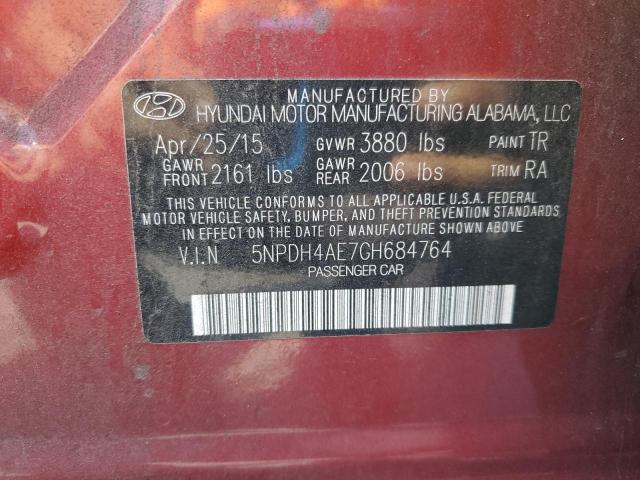 MANUFACTURED BY
HYUNDAI MOTOR MANUFACTURING ALABAMA, LLC
Apr/25/15 GVWR 3880 lbs PAINT TR
GAWR FRONT 2161 lbs GAWR REAR 2006 lbs TRIM RA
THIS VEHICLE CONFORMS TO ALL APPLICABLE U.S.A. FEDERAL
MOTOR VEHICLE SAFETY, BUMPER, AND THEFT PREVENTION STANDARDS
IN EFFECT ON THE DATE OF MANUFACTURE SHOWN ABOVE.
V.I.N 5NPDH4AE7GH684764
PASSENGER CAR